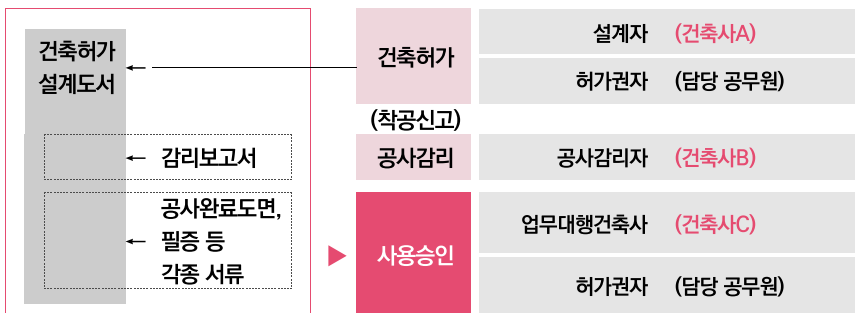 건축허가
설계도서
감리보고서
공사완료도면,
필증 등
각종 서류
건축허가
(착공신고)
공사감리
사용승인
설계자 (건축사A)
허가권자 (담당 공무원)
공사감리자 (건축사B)
업무대행건축사 (건축사C)
허가권자 (담당 공무원)